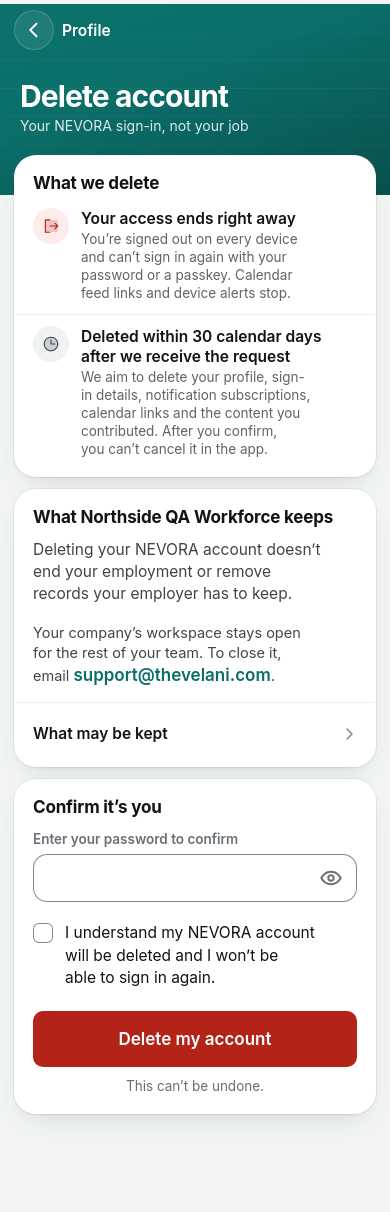 Profile
Delete account
Your NEVORA sign-in, not your job
What we delete
Your access ends right away
You’re signed out on every device
and can’t sign in again with your
password or a passkey. Calendar
feed links and device alerts stop.
Deleted within 30 calendar days
after we receive the request
We aim to delete your profile, sign-
in details, notification subscriptions,
calendar links and the content you
contributed. After you confirm,
you can’t cancel it in the app.
What Northside QA Workforce keeps
Deleting your NEVORA account doesn’t
end your employment or remove
records your employer has to keep.
Your company’s workspace stays open
for the rest of your team. To close it,
email support@thevelani.com.
What may be kept
Confirm it’s you
Enter your password to confirm
I understand my NEVORA account
will be deleted and I won’t be
able to sign in again.
Delete my account
This can’t be undone.